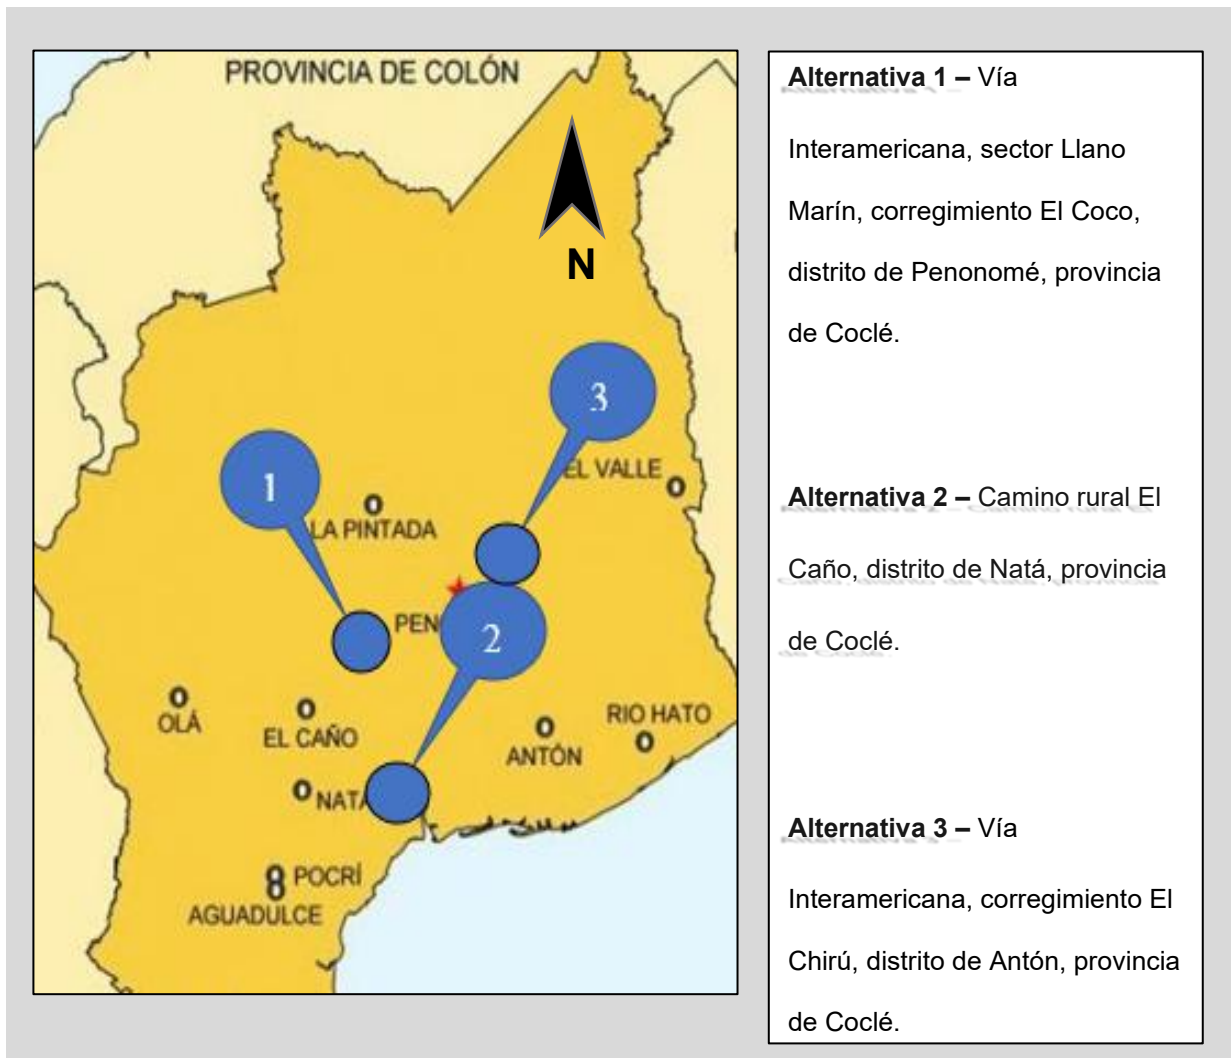 PROVINCIA DE COLÓN
N
3
EL VALLE
1
LA PINTADA
PEN
2
OLÁ
EL CAÑO
RIO HATO
ANTÓN
NATÁ
POCRÍ
AGUADULCE
Alternativa 1 – Vía
Interamericana, sector Llano
Marín, corregimiento El Coco,
distrito de Penonomé, provincia
de Coclé.
Alternativa 2 – Camino rural El
Caño, distrito de Natá, provincia
de Coclé.
Alternativa 3 – Vía
Interamericana, corregimiento El
Chirú, distrito de Antón, provincia
de Coclé.